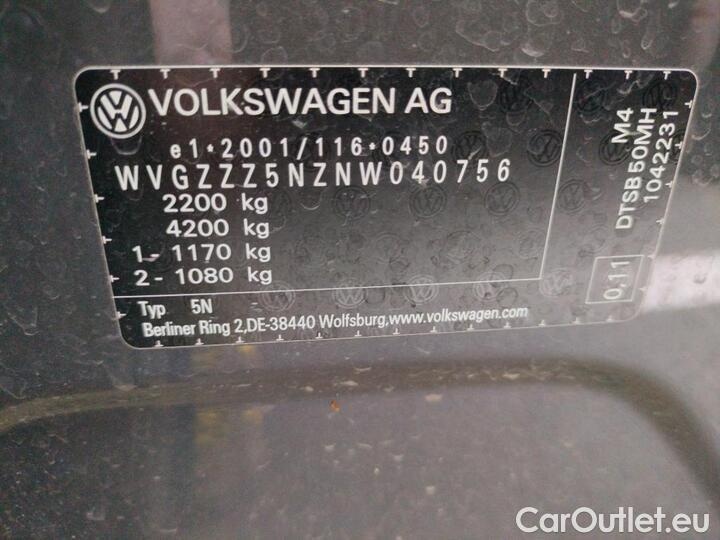 VOLKSWAGEN AG
e1*2001/116*0450
WVGZZZ5NZNW040756
2200 kg
4200 kg
1- 1170 kg
2- 1080 kg
Typ 5N
Berliner Ring 2,DE-38440 Wolfsburg,www.volkswagen.com
M4
DTSB50MH
1042231
0,11
CarOutlet.eu